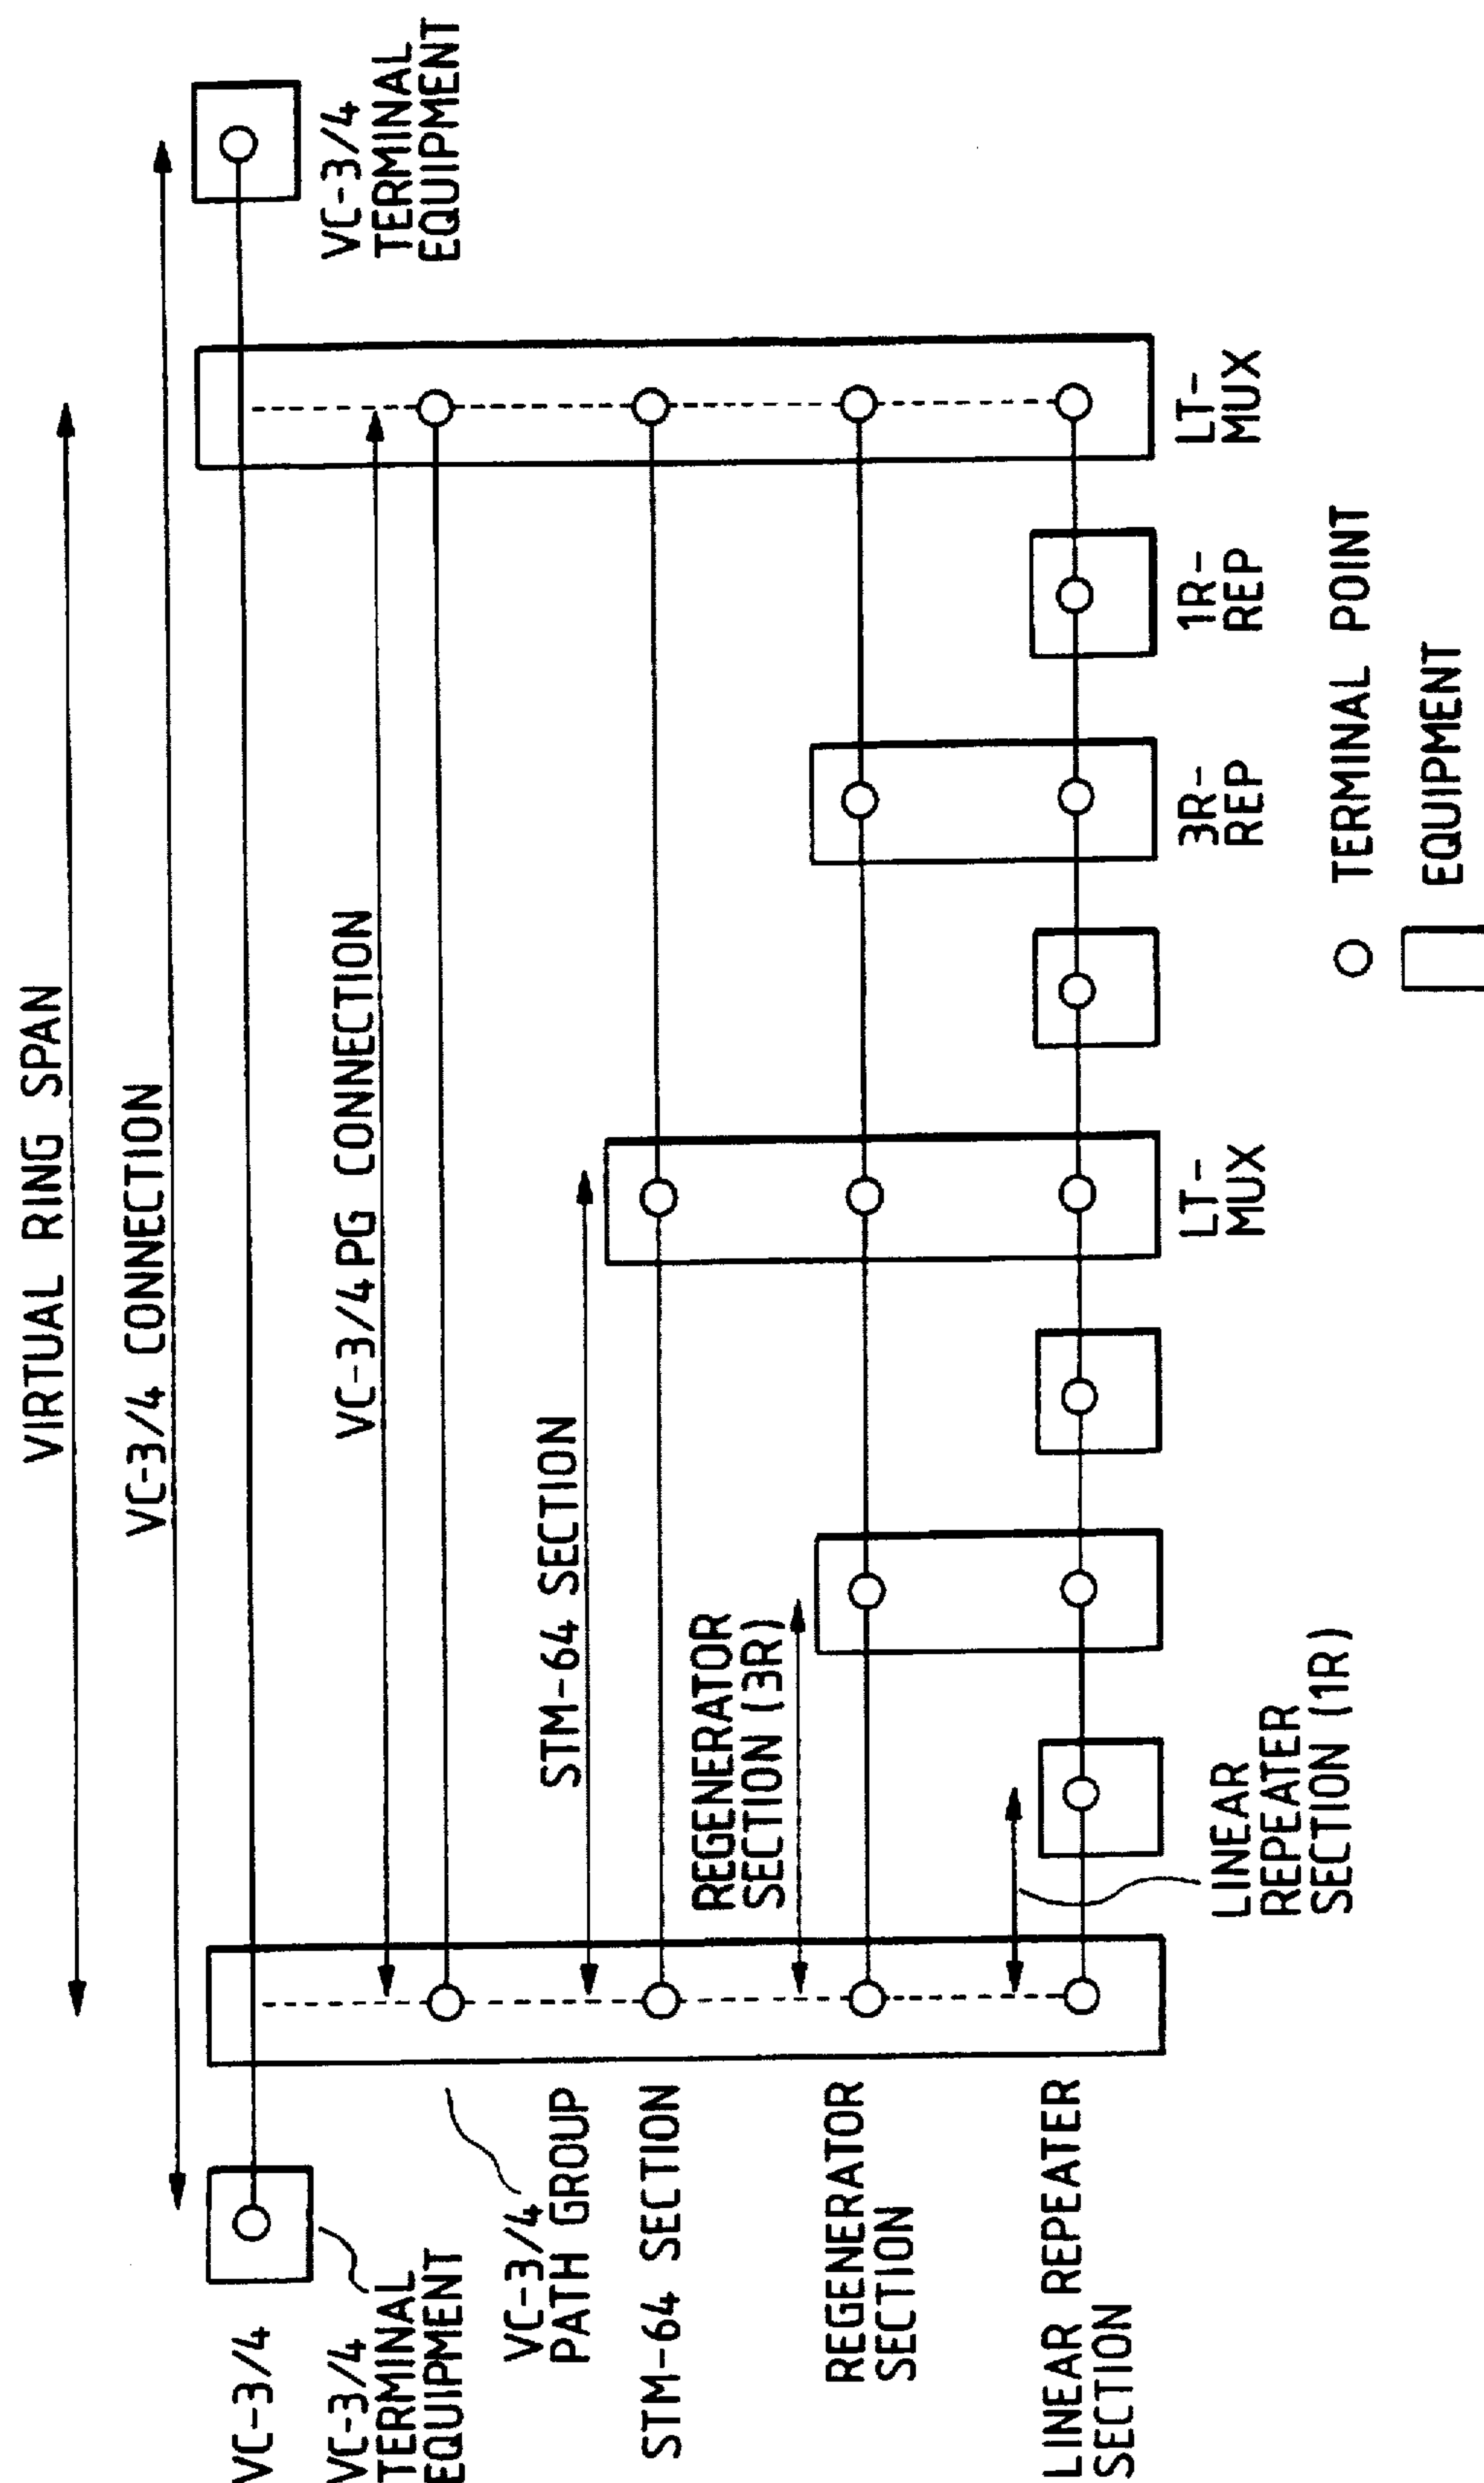 VIRTUAL RING SPAN
VC-3/4 CONNECTION
VC-3/4
VC-3/4
TERMINAL
EQUIPMENT
VC-3/4
TERMINAL
EQUIPMENT
VC-3/4PG CONNECTION
VC-3/4
PATH GROUP
STM-64 SECTION
STM-64 SECTION
REGENERATOR
SECTION (3R)
REGENERATOR
SECTION
LINEAR REPEATER
SECTION
LINEAR
REPEATER
SECTION (1R)
LT-
MUX
3R-
REP
1R-
REP
LT-
MUX
TERMINAL POINT
EQUIPMENT